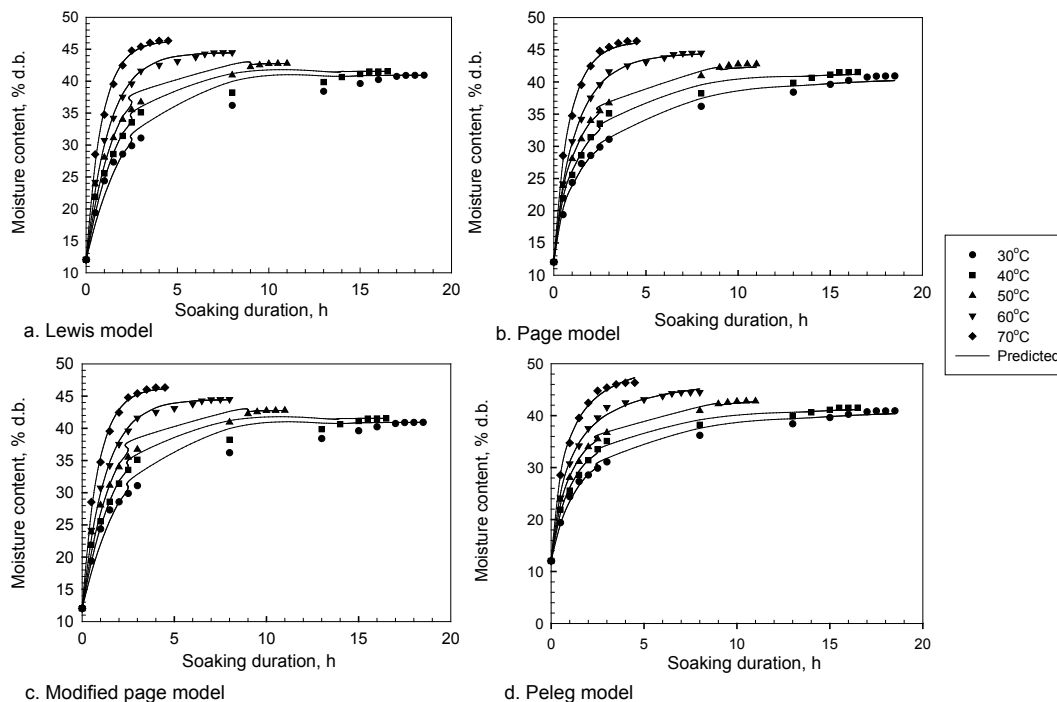 50
45
40
35
30
25
20
15
10
Moisture content, % d.b.
0 5 10 15 20
Soaking duration, h
a. Lewis model
50
45
40
35
30
25
20
15
10
Moisture content, % d.b.
0 5 10 15 20
Soaking duration, h
b. Page model
30°C
40°C
50°C
60°C
70°C
Predicted
50
45
40
35
30
25
20
15
10
Moisture content, % d.b.
0 5 10 15 20
Soaking duration, h
c. Modified page model
50
40
30
20
10
0
Moisture content, % d.b.
0 5 10 15 20
Soaking duration, h
d. Peleg model